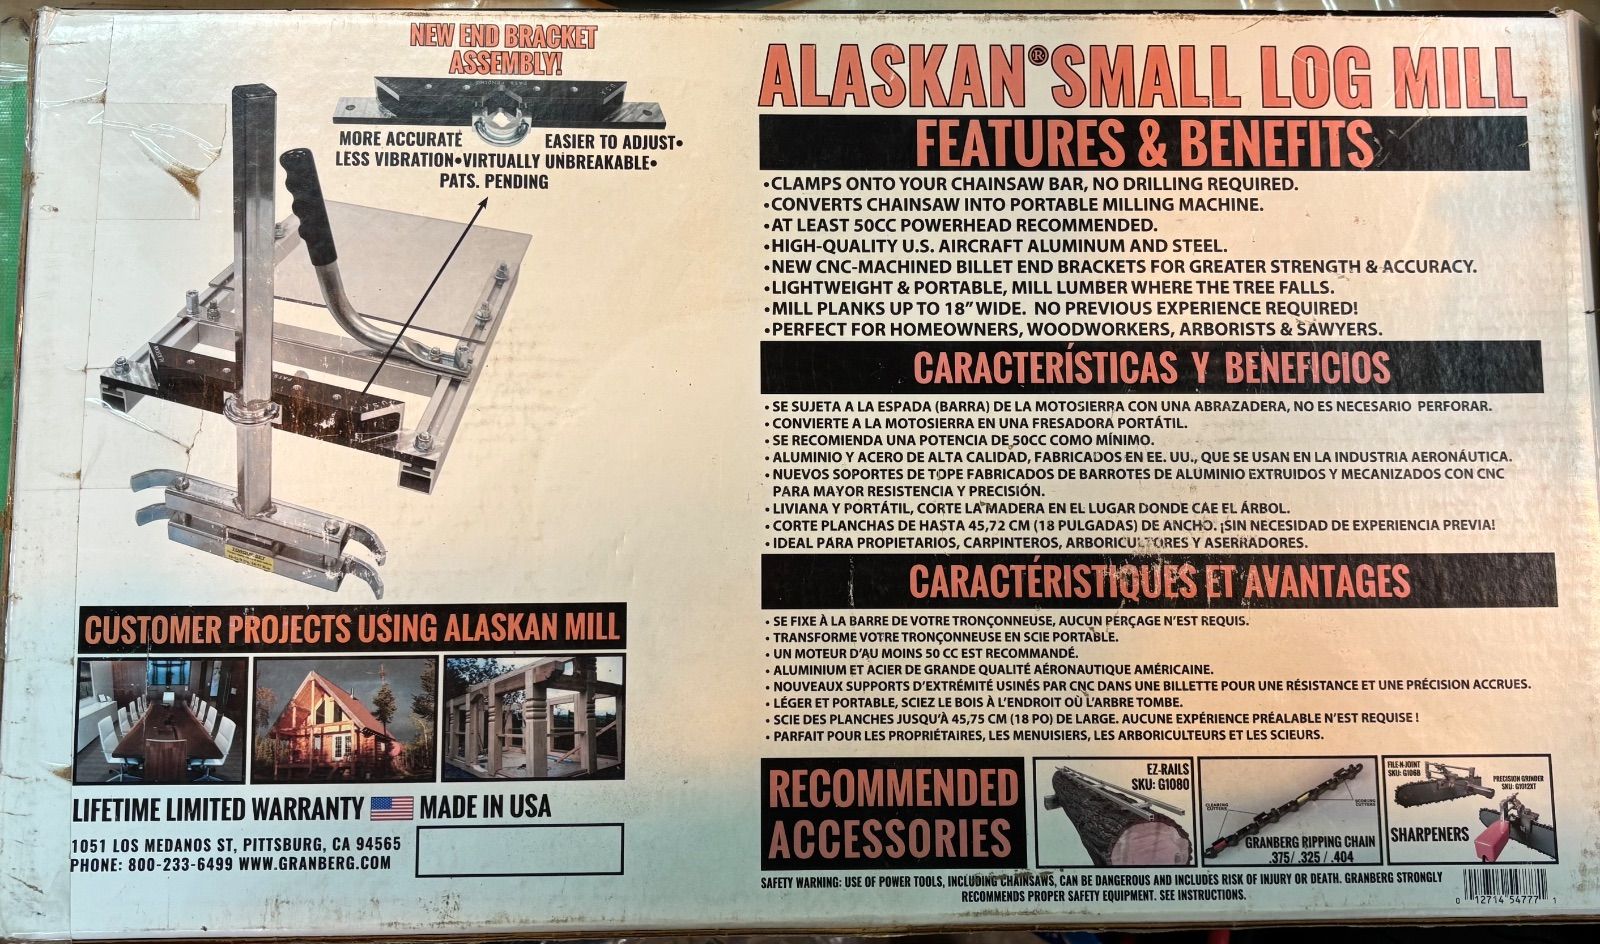 NEW END BRACKET
ASSEMBLY!
MORE ACCURATE EASIER TO ADJUST•
LESS VIBRATION•VIRTUALLY UNBREAKABLE•
PATS. PENDING
CUSTOMER PROJECTS USING ALASKAN MILL
LIFETIME LIMITED WARRANTY MADE IN USA
1051 LOS MEDANOS ST, PITTSBURG, CA 94565
PHONE: 800-233-6499 WWW.GRANBERG.COM
ALASKAN® SMALL LOG MILL
FEATURES & BENEFITS
•CLAMPS ONTO YOUR CHAINSAW BAR, NO DRILLING REQUIRED.
•CONVERTS CHAINSAW INTO PORTABLE MILLING MACHINE.
•AT LEAST 50CC POWERHEAD RECOMMENDED.
•HIGH-QUALITY U.S. AIRCRAFT ALUMINUM AND STEEL.
•NEW CNC-MACHINED BILLET END BRACKETS FOR GREATER STRENGTH & ACCURACY.
•LIGHTWEIGHT & PORTABLE, MILL LUMBER WHERE THE TREE FALLS.
•MILL PLANKS UP TO 18" WIDE. NO PREVIOUS EXPERIENCE REQUIRED!
•PERFECT FOR HOMEOWNERS, WOODWORKERS, ARBORISTS & SAWYERS.
CARACTERÍSTICAS Y BENEFICIOS
• SE SUJETA A LA ESPADA (BARRA) DE LA MOTOSIERRA CON UNA ABRAZADERA, NO ES NECESARIO PERFORAR.
• CONVIERTE A LA MOTOSIERRA EN UNA FRESADORA PORTÁTIL.
• SE RECOMIENDA UNA POTENCIA DE 50CC COMO MÍNIMO.
• ALUMINIO Y ACERO DE ALTA CALIDAD, FABRICADOS EN EE. UU., QUE SE USAN EN LA INDUSTRIA AERONÁUTICA.
• NUEVOS SOPORTES DE TOPE FABRICADOS DE BARROTES DE ALUMINIO EXTRUIDOS Y MECANIZADOS CON CNC
PARA MAYOR RESISTENCIA Y PRECISIÓN.
• LIVIANA Y PORTÁTIL, CORTE LA MADERA EN EL LUGAR DONDE CAE EL ÁRBOL.
• CORTE PLANCHAS DE HASTA 45,72 CM (18 PULGADAS) DE ANCHO. ¡SIN NECESIDAD DE EXPERIENCIA PREVIA!
• IDEAL PARA PROPIETARIOS, CARPINTEROS, ARBORICULTORES Y ASERRADORES.
CARACTÉRISTIQUES ET AVANTAGES
• SE FIXE À LA BARRE DE VOTRE TRONÇONNEUSE, AUCUN PERÇAGE N'EST REQUIS.
• TRANSFORME VOTRE TRONÇONNEUSE EN SCIE PORTABLE.
• UN MOTEUR D'AU MOINS 50 CC EST RECOMMANDÉ.
• ALUMINIUM ET ACIER DE GRANDE QUALITÉ AÉRONAUTIQUE AMÉRICAINE.
• NOUVEAUX SUPPORTS D'EXTRÉMITÉ USINÉS PAR CNC DANS UNE BILLETTE POUR UNE RÉSISTANCE ET UNE PRÉCISION ACCRUES.
• LÉGER ET PORTABLE, SCIEZ LE BOIS À L'ENDROIT OÙ L'ARBRE TOMBE.
• SCIE DES PLANCHES JUSQU'À 45,75 CM (18 PO) DE LARGE. AUCUNE EXPÉRIENCE PRÉALABLE N'EST REQUISE !
• PARFAIT POUR LES PROPRIÉTAIRES, LES MENUISIERS, LES ARBORICULTEURS ET LES SCIEURS.
RECOMMENDED
ACCESSORIES
EZ-RAILS
SKU: G1080
CLEARING
CUTTERS
SCORING
CUTTERS
GRANBERG RIPPING CHAIN
.375/ .325 / .404
FILE-N-JOINT
SKU: G106B
PRECISION GRINDER
SKU: G1012XT
SHARPENERS
SAFETY WARNING: USE OF POWER TOOLS, INCLUDING CHAINSAWS, CAN BE DANGEROUS AND INCLUDES RISK OF INJURY OR DEATH. GRANBERG STRONGLY
RECOMMENDS PROPER SAFETY EQUIPMENT. SEE INSTRUCTIONS.
0 12714 54777 1